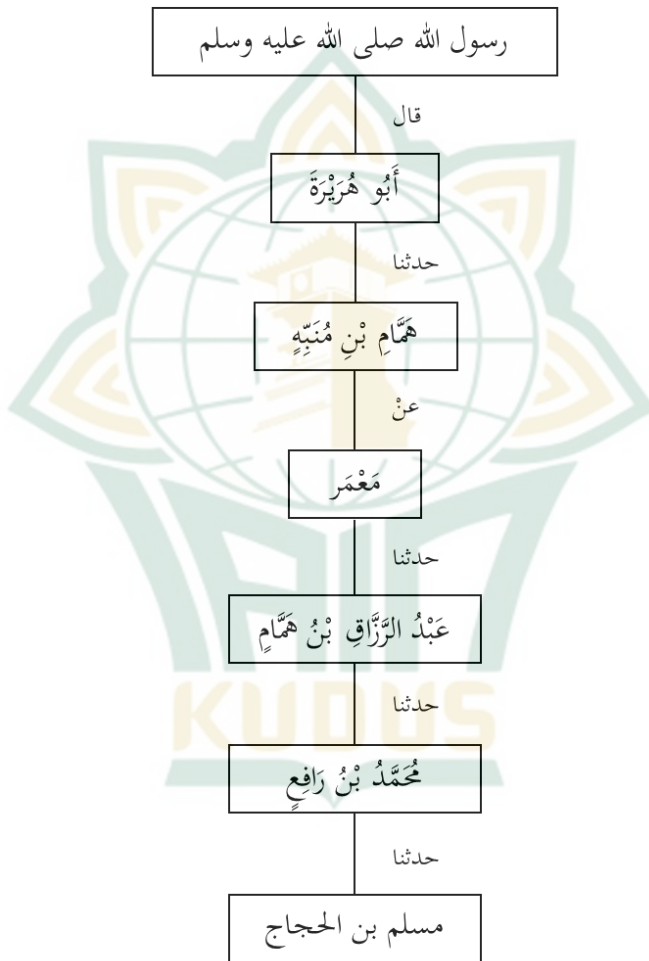 رسول الله صلى الله عليه وسلم
قال
أَبُو هُرَيْرَةَ
حدثنا
هَمَّامِ بْنِ مُنَبِّهٍ
عنْ
مَعْمَر
حدثنا
عَبْدُ الرَّزَّاقِ بْنُ هَمَّامٍ
حدثنا
KUDUS
مُحَمَّدُ بْنُ رَافِعٍ
حدثنا
مسلم بن الحجاج